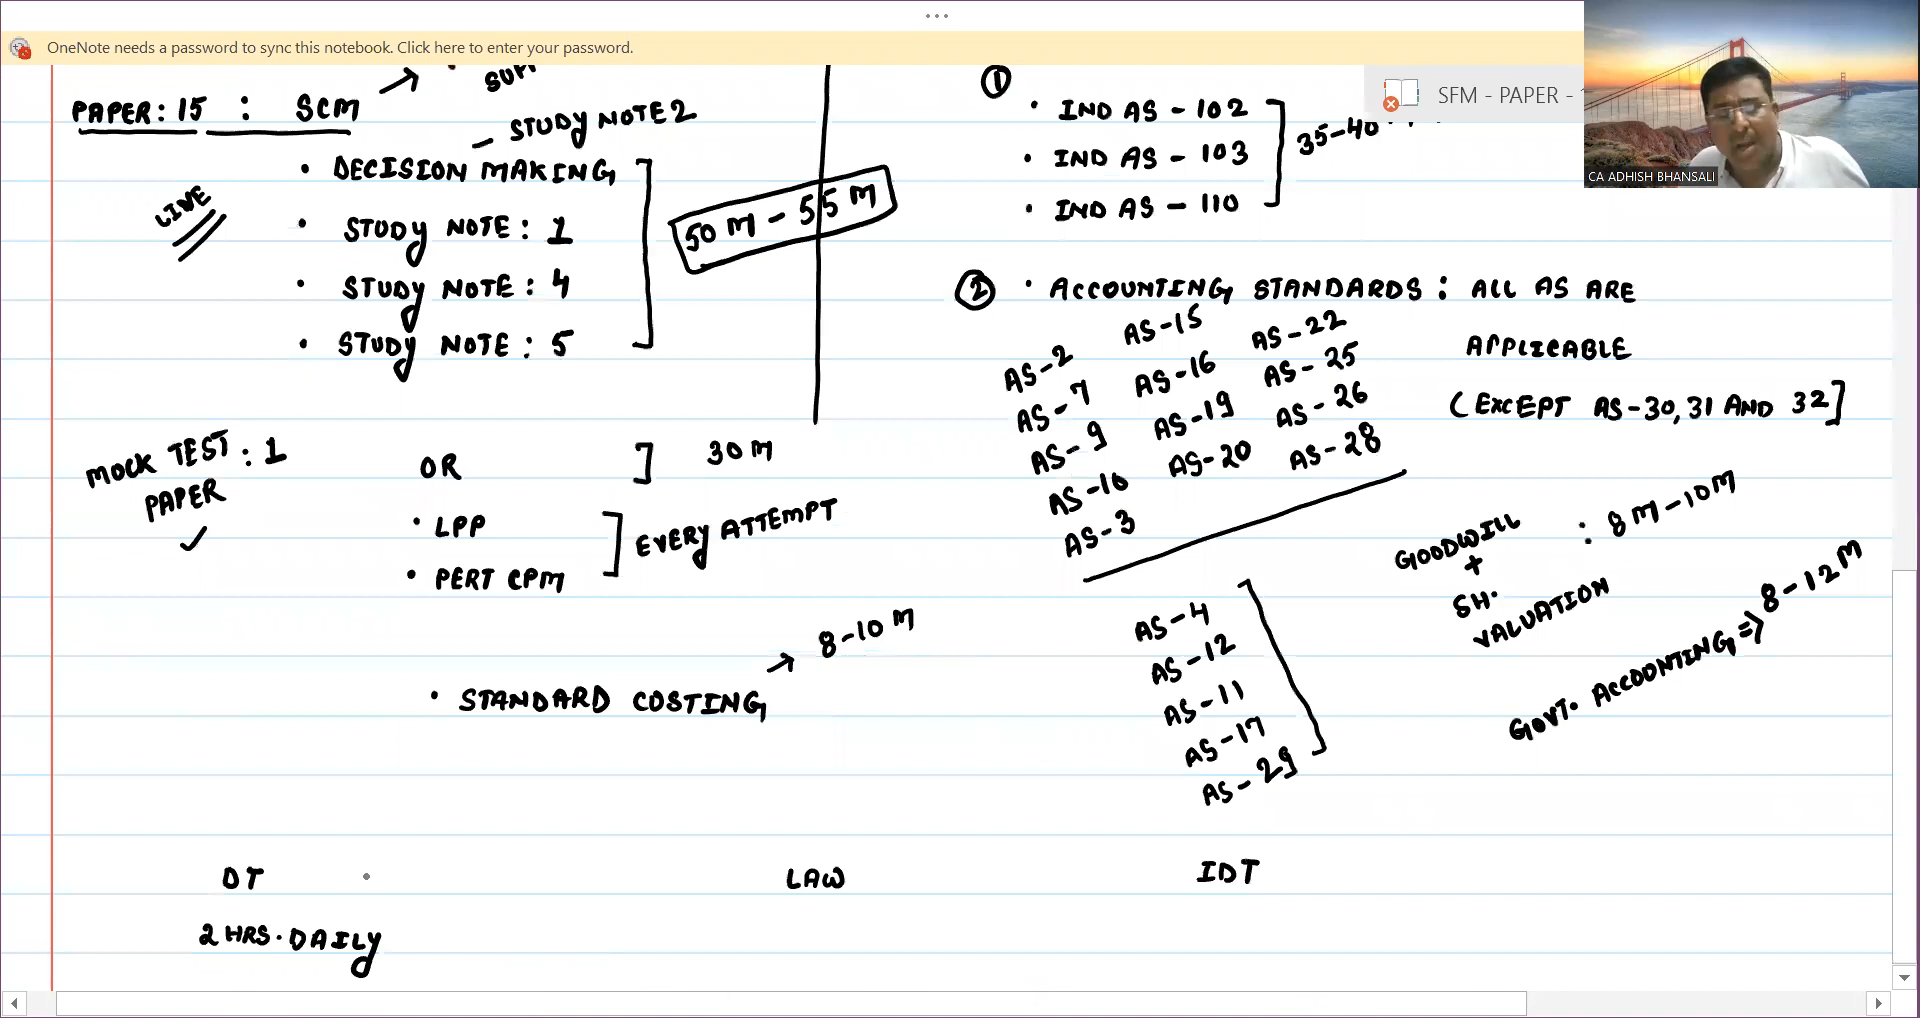 OneNote needs a password to sync this notebook. Click here to enter your password.
SFM - PAPER -
CA ADHISH BHANSALI
PAPER: 15 : SCM →
- STUDY NOTE 2
• DECISION MAKING
LIVE
• STUDY NOTE: 1
• STUDY NOTE: 4
• STUDY NOTE: 5
50 M - 55 M
MOCK TEST: 1
PAPER
OR
30 M
• LPP
• PERT CPM
EVERY ATTEMPT
• STANDARD COSTING → 8-10 M
①
• IND AS - 102
• IND AS - 103
• IND AS - 110
35-40
② • ACCOUNTING STANDARDS: ALL AS ARE
APPLICABLE
(EXCEPT AS-30, 31 AND 32]
AS-2
AS-7
AS-9
AS-10
AS-3
AS-15
AS-16
AS-19
AS-20
AS-22
AS-25
AS-26
AS-28
AS-4
AS-12
AS-11
AS-17
AS-29
GOODWILL : 8M-10M
+
SH.
VALUATION
GOVT. ACCOONTING => 8-12 M
DT
LAW
IDT
2 HRS. DAILY